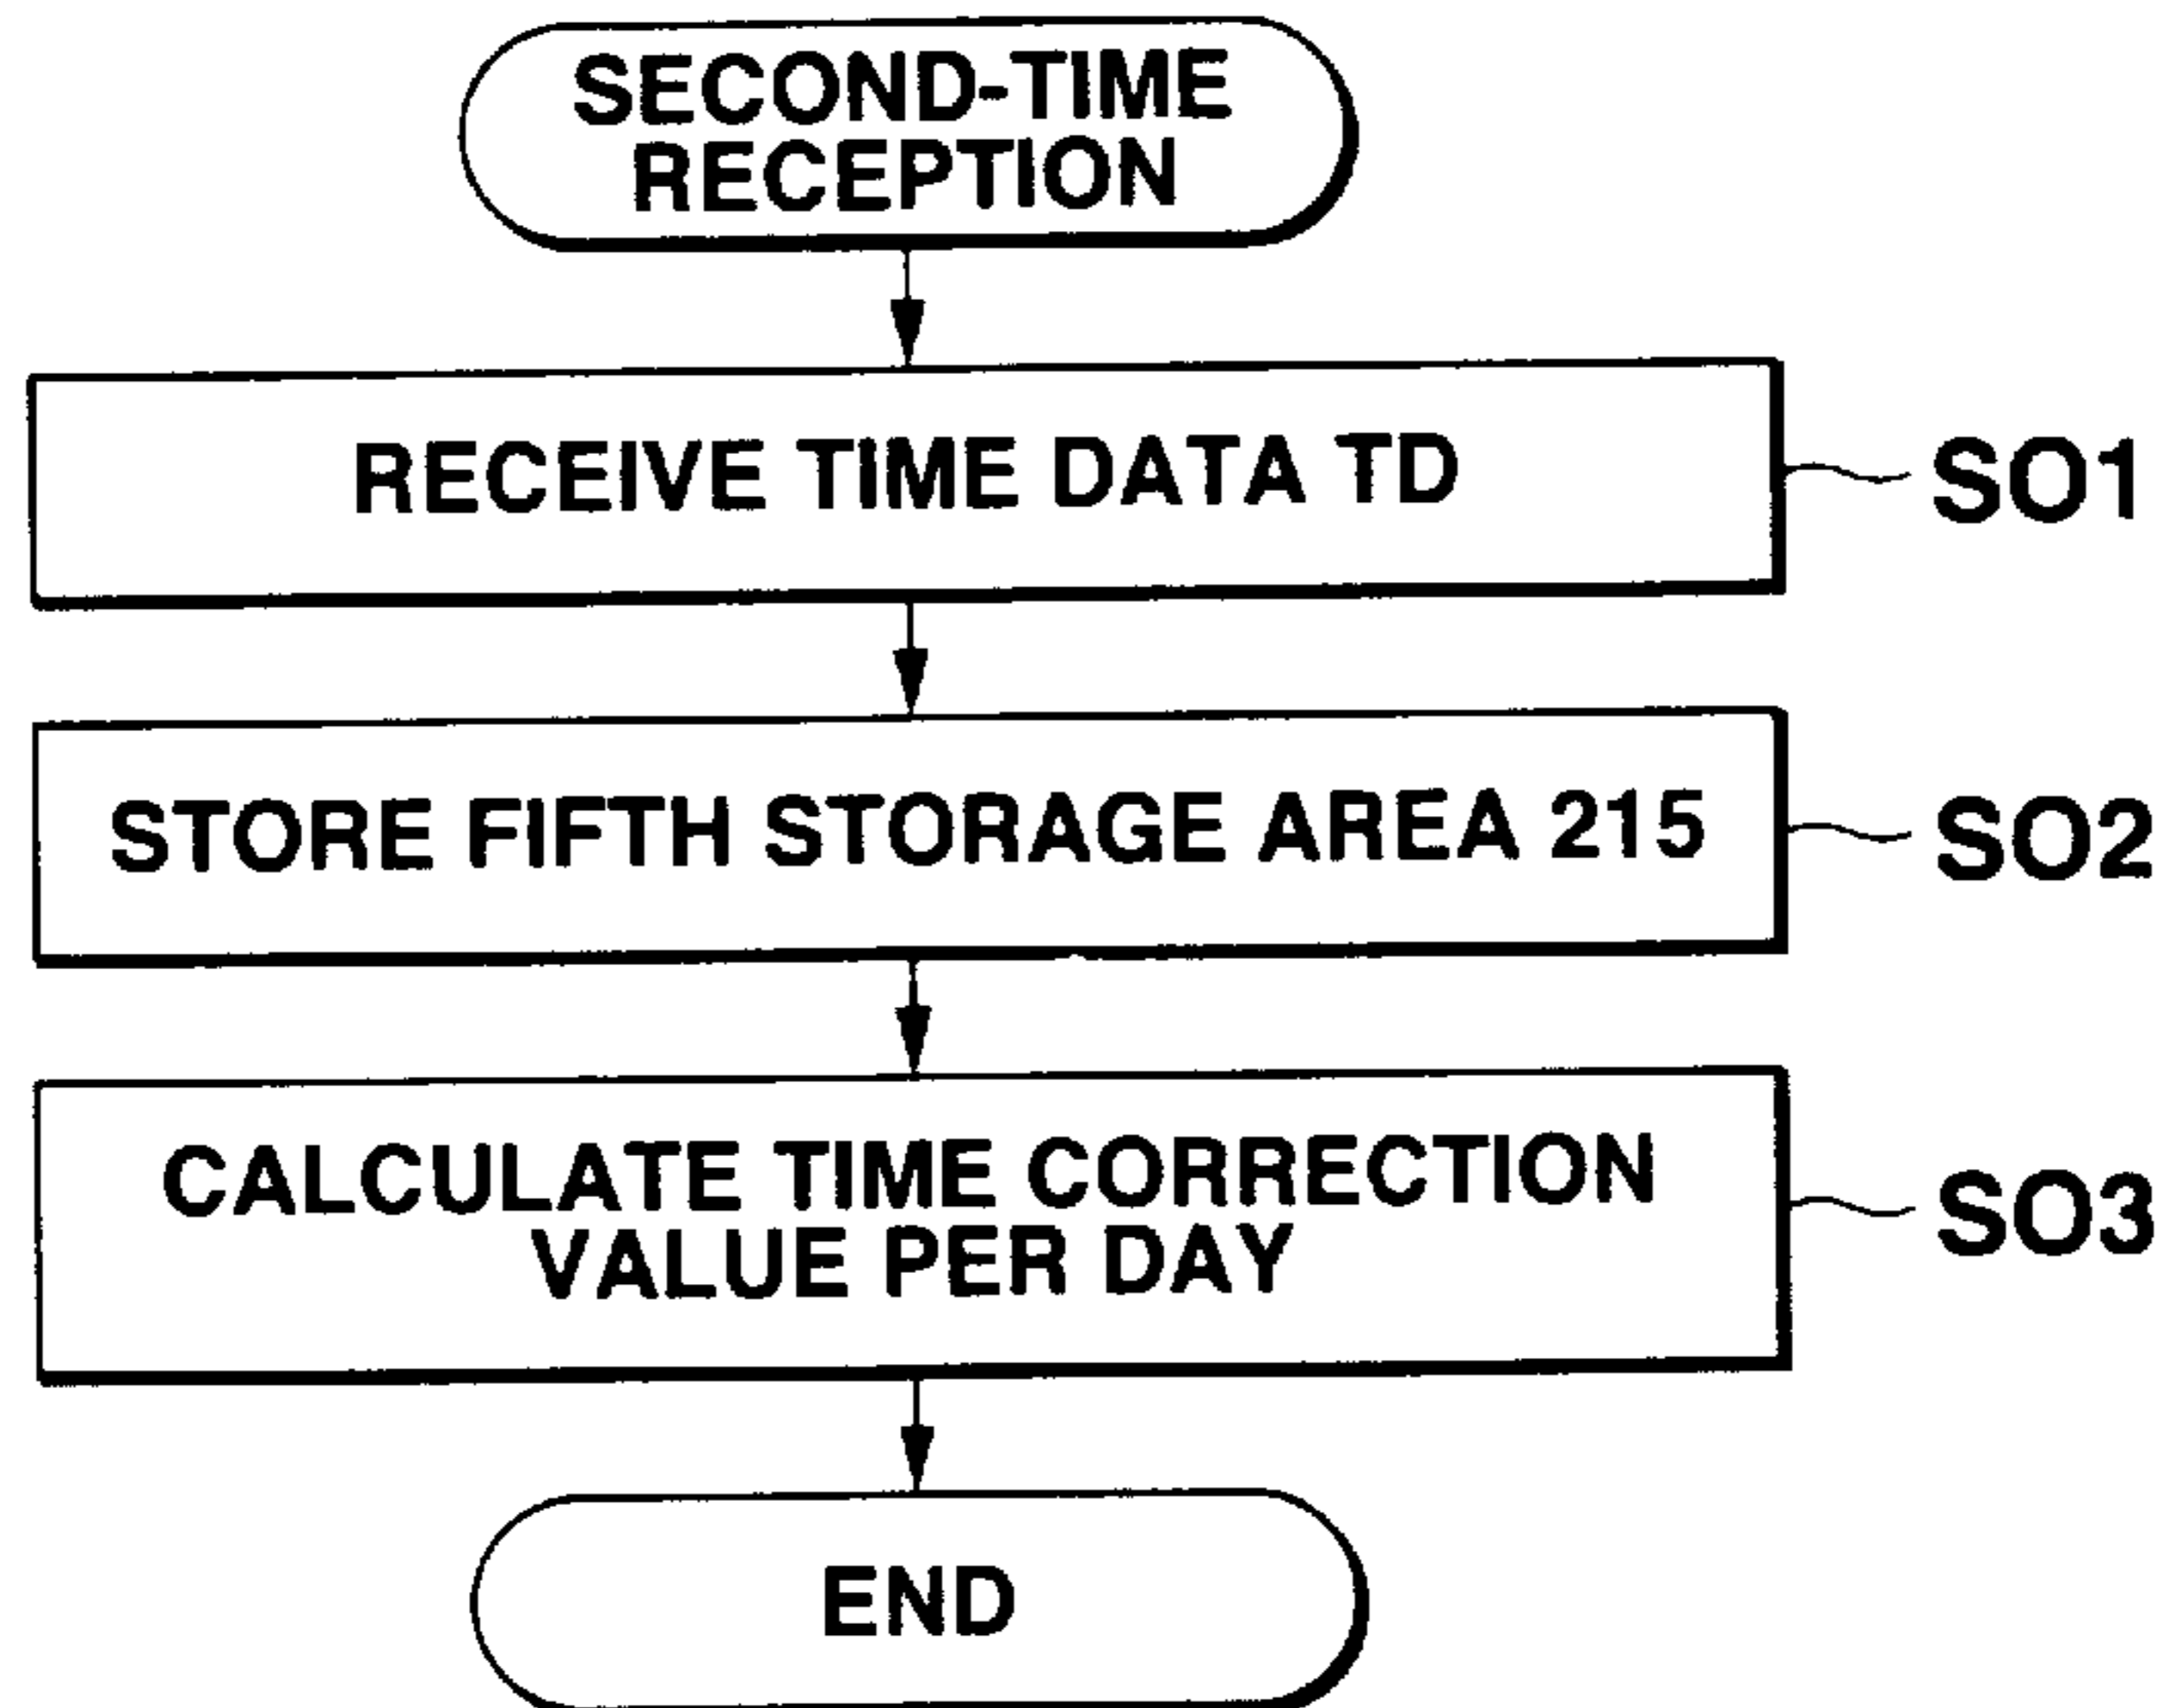 SECOND-TIME
RECEPTION
RECEIVE TIME DATA TD
SO1
STORE FIFTH STORAGE AREA 215
SO2
CALCULATE TIME CORRECTION
VALUE PER DAY
SO3
END